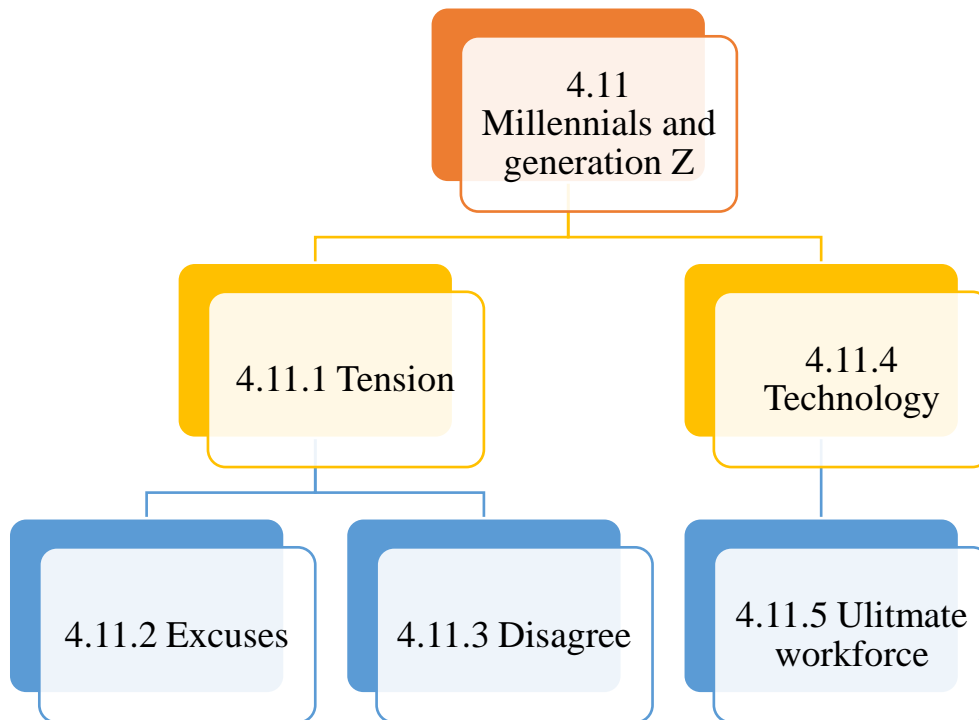 4.11
Millennials and
generation Z
4.11.1 Tension
4.11.4
Technology
4.11.2 Excuses
4.11.3 Disagree
4.11.5 Ulitmate
workforce